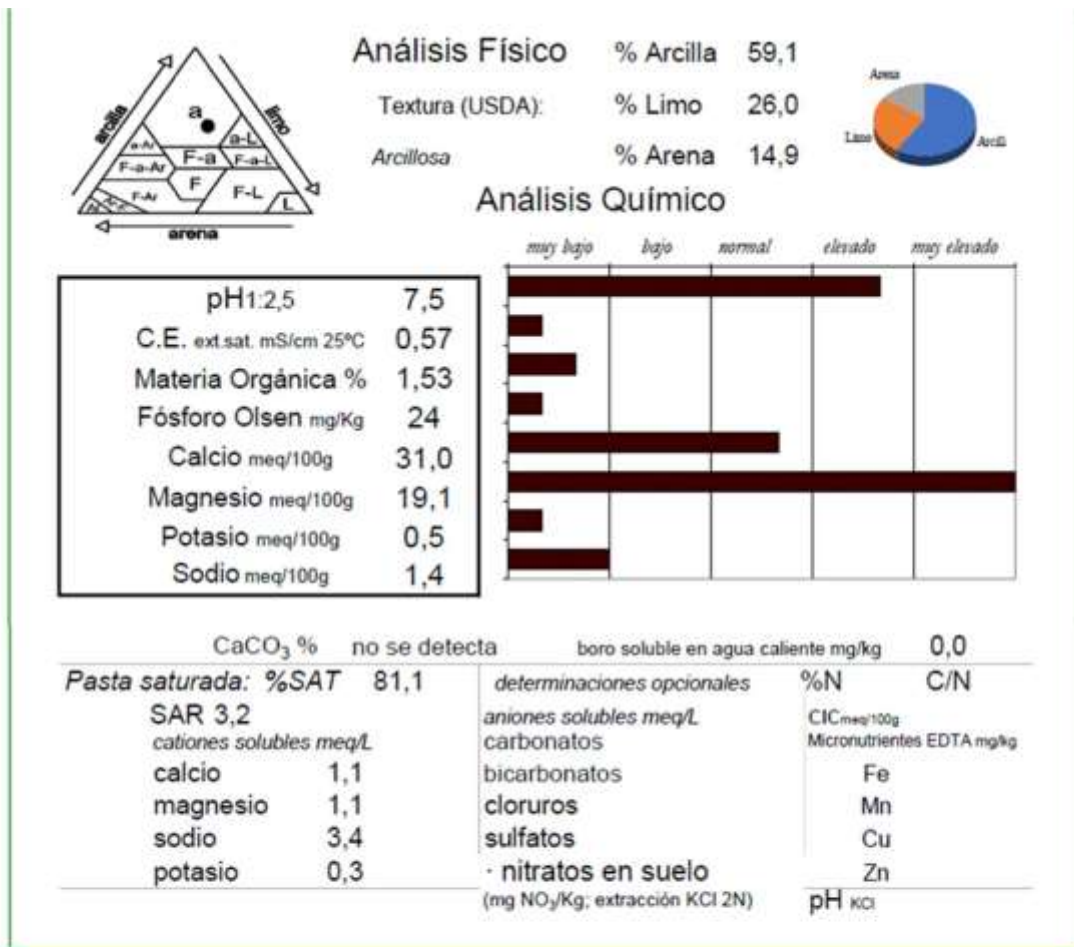 Análisis Físico % Arcilla 59,1
Textura (USDA): % Limo 26,0
Arcillosa % Arena 14,9
arcilla
limo
arena
a
a-Ar
a-L
F-a
F-a-L
F-a-Ar
F
F-Ar
F-L
L
Arena
Limo
Arcill
Análisis Químico
muy bajo bajo normal elevado muy elevado
pH1:2,5 7,5
C.E. ext.sat. mS/cm 25ºC 0,57
Materia Orgánica % 1,53
Fósforo Olsen mg/Kg 24
Calcio meq/100g 31,0
Magnesio meq/100g 19,1
Potasio meq/100g 0,5
Sodio meq/100g 1,4
CaCO3 % no se detecta boro soluble en agua caliente mg/kg 0,0
Pasta saturada: %SAT 81,1 determinaciones opcionales %N C/N
SAR 3,2 aniones solubles meq/L CICmeq/100g
cationes solubles meq/L carbonatos Micronutrientes EDTA mg/kg
calcio 1,1 bicarbonatos Fe
magnesio 1,1 cloruros Mn
sodio 3,4 sulfatos Cu
potasio 0,3 · nitratos en suelo Zn
(mg NO3/Kg; extracción KCl 2N) pH KCl